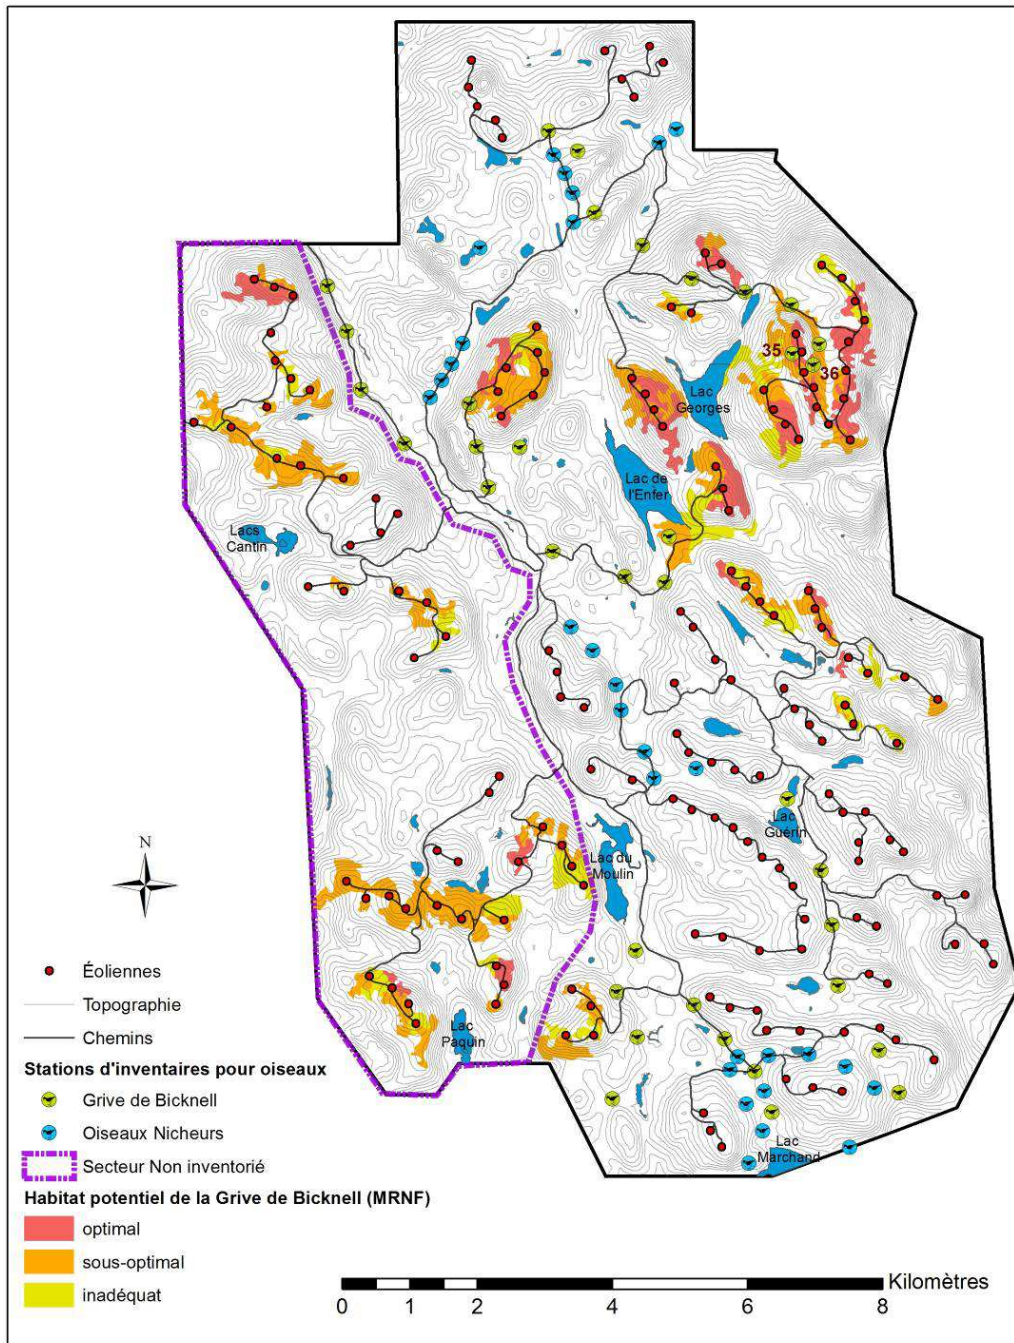 35
36
Lac
Georges
Lac de
l'Enfer
Lacs
Cantin
Lac
Guérin
Lac du
Moulin
Lac
Paquin
Lac
Marchand
N
Éoliennes
Topographie
Chemins
Stations d'inventaires pour oiseaux
Grive de Bicknell
Oiseaux Nicheurs
Secteur Non inventorié
Habitat potentiel de la Grive de Bicknell (MRNF)
optimal
sous-optimal
inadéquat
Kilomètres
0 1 2 4 6 8